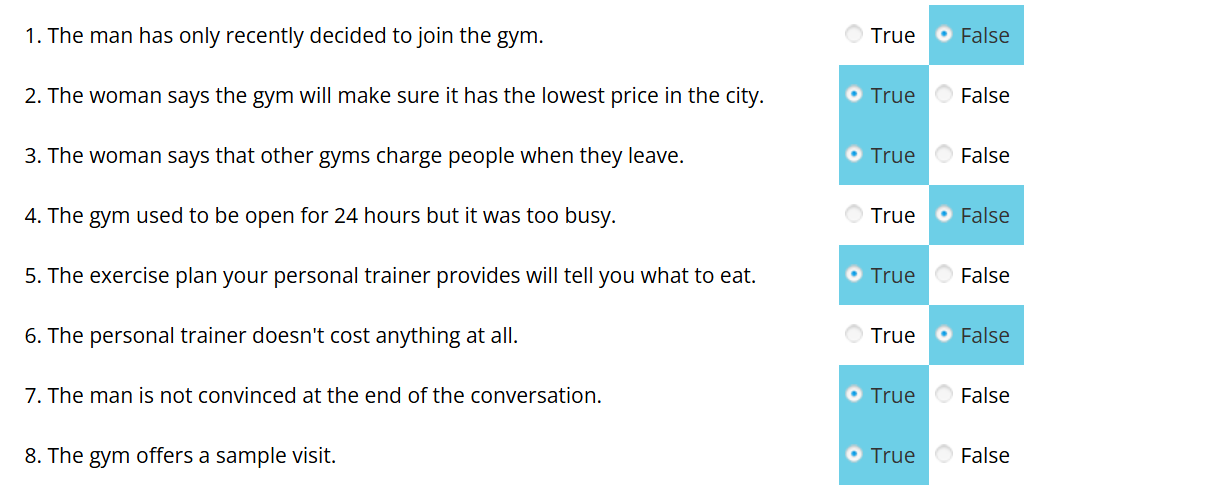 1. The man has only recently decided to join the gym. True False
2. The woman says the gym will make sure it has the lowest price in the city. True False
3. The woman says that other gyms charge people when they leave. True False
4. The gym used to be open for 24 hours but it was too busy. True False
5. The exercise plan your personal trainer provides will tell you what to eat. True False
6. The personal trainer doesn't cost anything at all. True False
7. The man is not convinced at the end of the conversation. True False
8. The gym offers a sample visit. True False